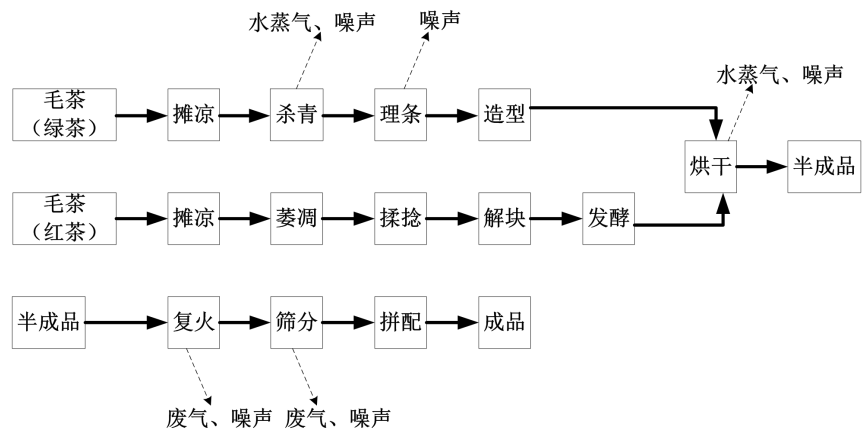 水蒸气、噪声
噪声
水蒸气、噪声
毛茶
（绿茶）
摊凉
杀青
理条
造型
烘干
半成品
毛茶
（红茶）
摊凉
萎凋
揉捻
解块
发酵
半成品
复火
筛分
拼配
成品
废气、噪声
废气、噪声